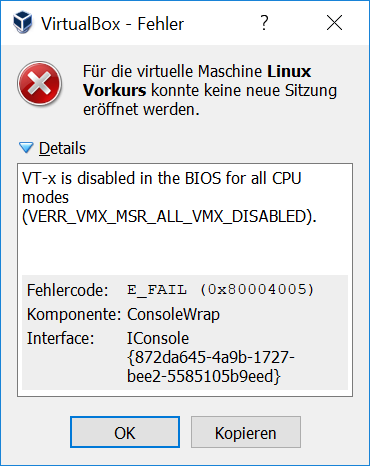 VirtualBox - Fehler
?
Für die virtuelle Maschine Linux
Vorkurs konnte keine neue Sitzung
eröffnet werden.
Details
VT-x is disabled in the BIOS for all CPU
modes
(VERR_VMX_MSR_ALL_VMX_DISABLED).
Fehlercode: E_FAIL (0x80004005)
Komponente: ConsoleWrap
Interface: IConsole
{872da645-4a9b-1727-
bee2-5585105b9eed}
OK
Kopieren